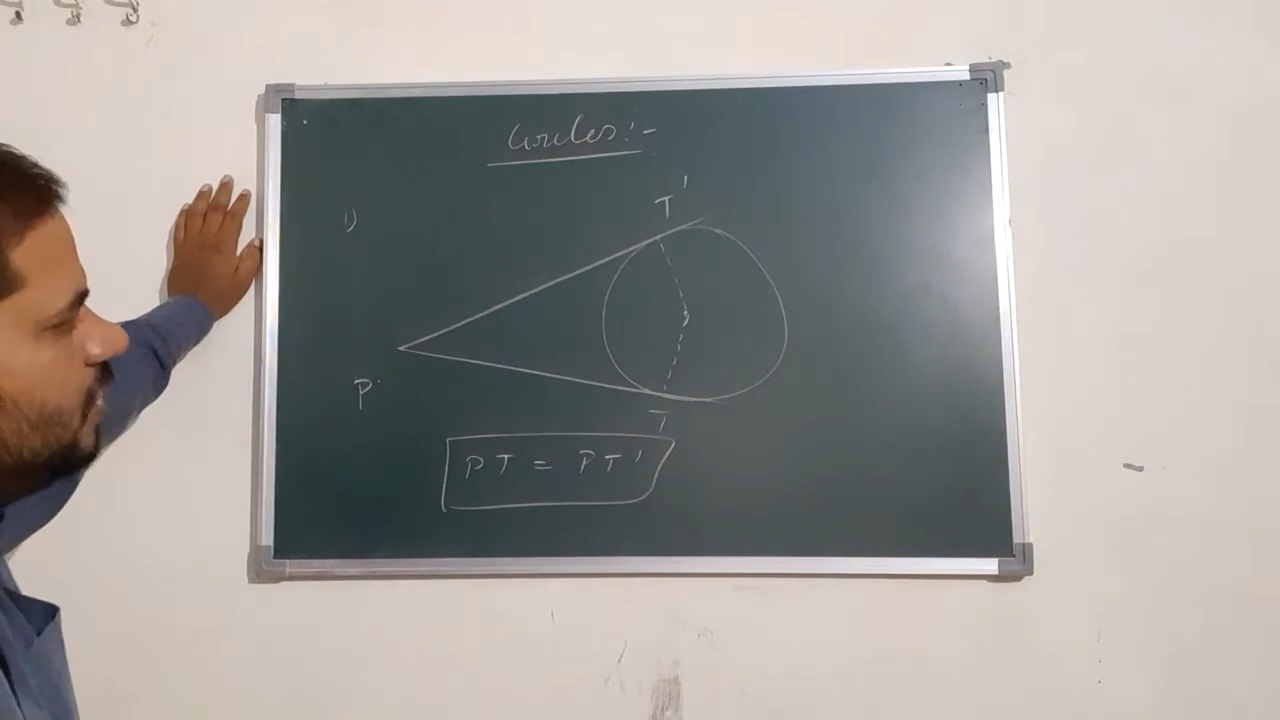 Circles:-
1)
T'
P
T
PT = PT'